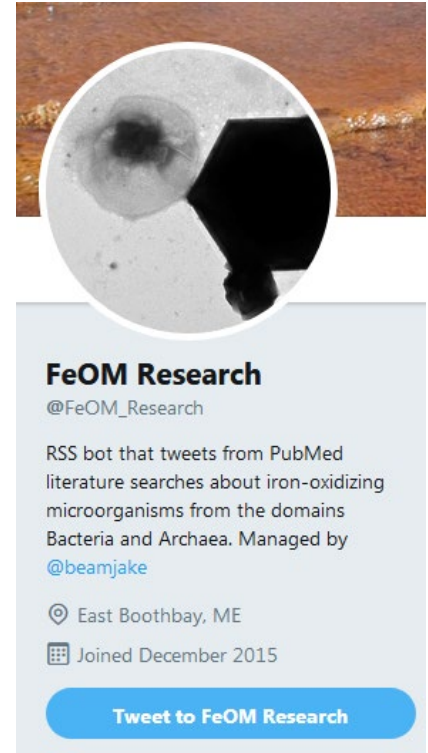 FeOM Research
@FeOM_Research
RSS bot that tweets from PubMed
literature searches about iron-oxidizing
microorganisms from the domains
Bacteria and Archaea. Managed by
@beamjake
East Boothbay, ME
Joined December 2015
Tweet to FeOM Research